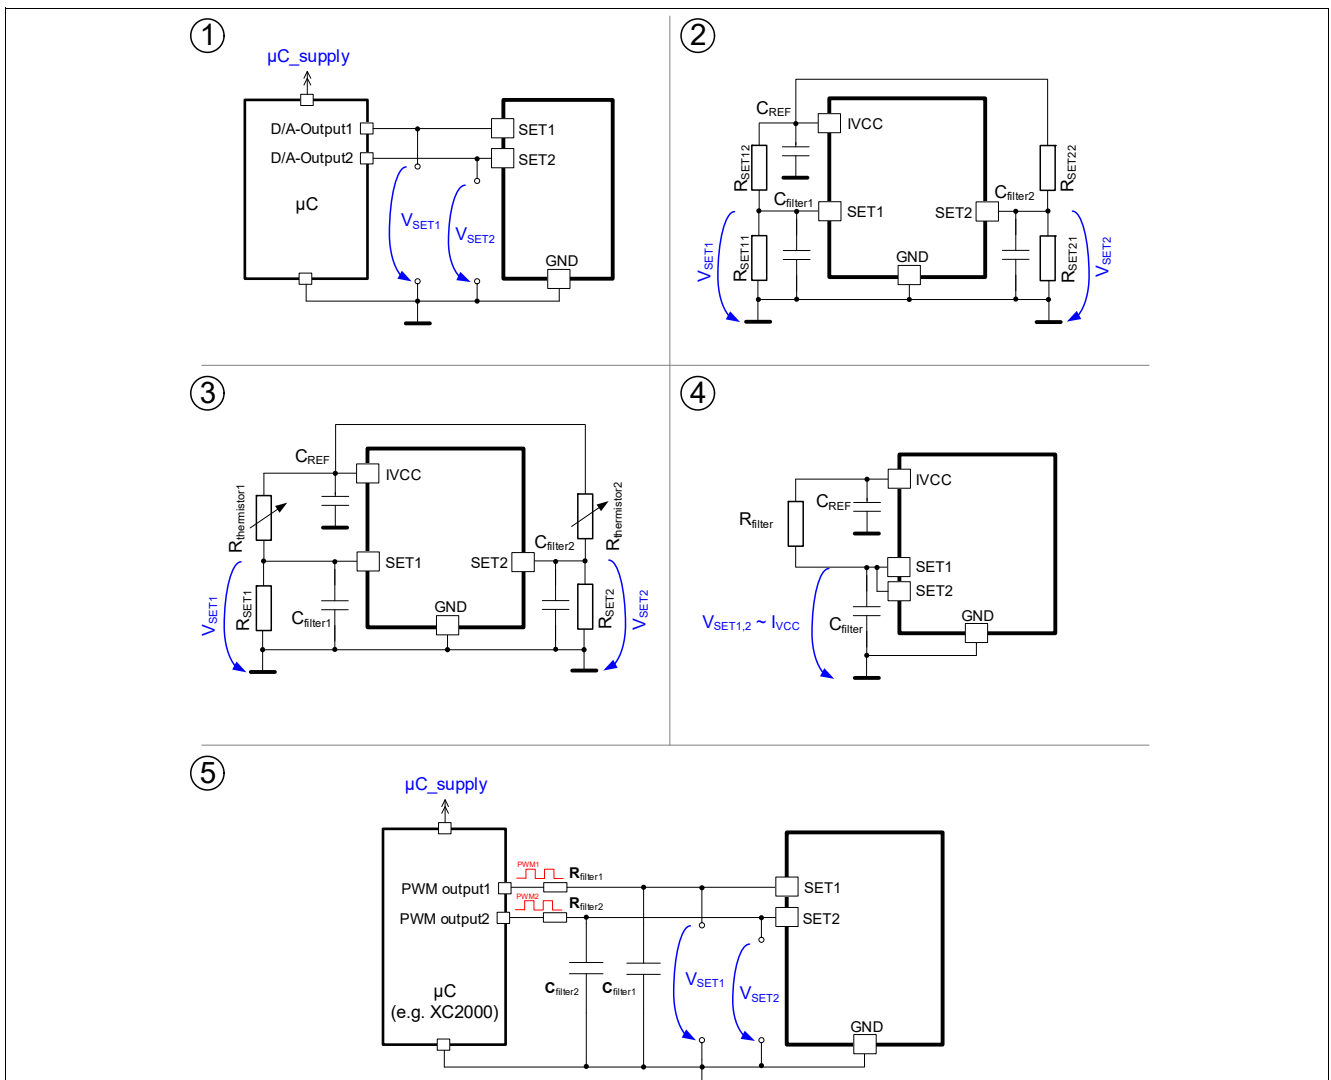 1
µC_supply
D/A-Output1
D/A-Output2
µC
SET1
SET2
VSET1
VSET2
GND
2
CREF
IVCC
RSET12
RSET22
Cfilter1
Cfilter2
SET1
SET2
VSET1
RSET11
GND
RSET21
VSET2
3
CREF
IVCC
Rthermistor1
Rthermistor2
Cfilter2
SET1
SET2
VSET1
RSET1
Cfilter1
GND
RSET2
VSET2
4
IVCC
CREF
Rfilter
SET1
SET2
VSET1,2 ~ IVCC
Cfilter
GND
5
µC_supply
PWM1
Rfilter1
PWM output1
SET1
PWM2
Rfilter2
PWM output2
SET2
VSET1
VSET2
Cfilter2
Cfilter1
µC
(e.g. XC2000)
GND